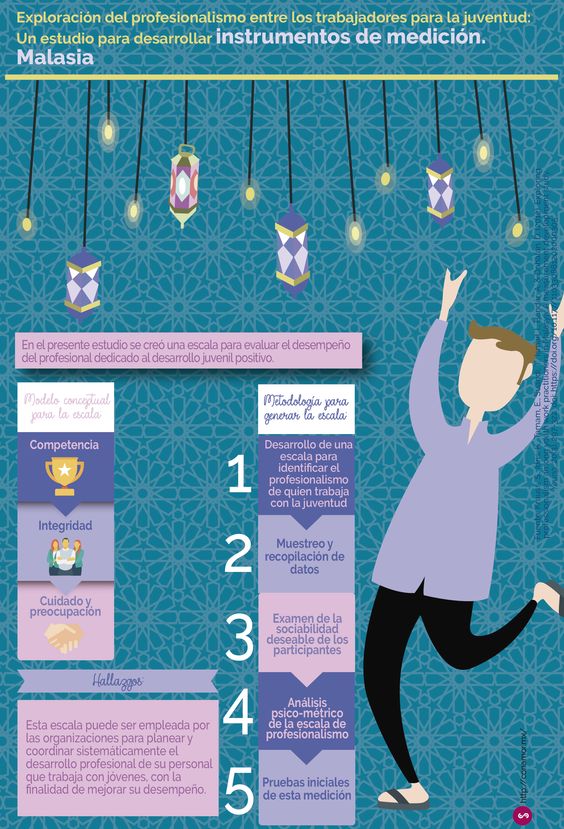 Exploración del profesionalismo entre los trabajadores para la juventud:
Un estudio para desarrollar instrumentos de medición.
Malasia
En el presente estudio se creó una escala para evaluar el desempeño
del profesional dedicado al desarrollo juvenil positivo.
Modelo conceptual
para la escala
Competencia
Integridad
Cuidado y
preocupación
Hallazgos:
Esta escala puede ser empleada por
las organizaciones para planear y
coordinar sistemáticamente el
desarrollo profesional de su personal
que trabaja con jóvenes, con la
finalidad de mejorar su desempeño.
Metodología para
generar la escala:
1
Desarrollo de una
escala para
identificar el
profesionalismo
de quien trabaja
con la juventud
2
Muestreo y
recopilación de
datos
3
Examen de la
sociabilidad
deseable de los
participantes
4
Análisis
psico-métrico
de la escala de
profesionalismo
5
Pruebas iniciales
de esta medición